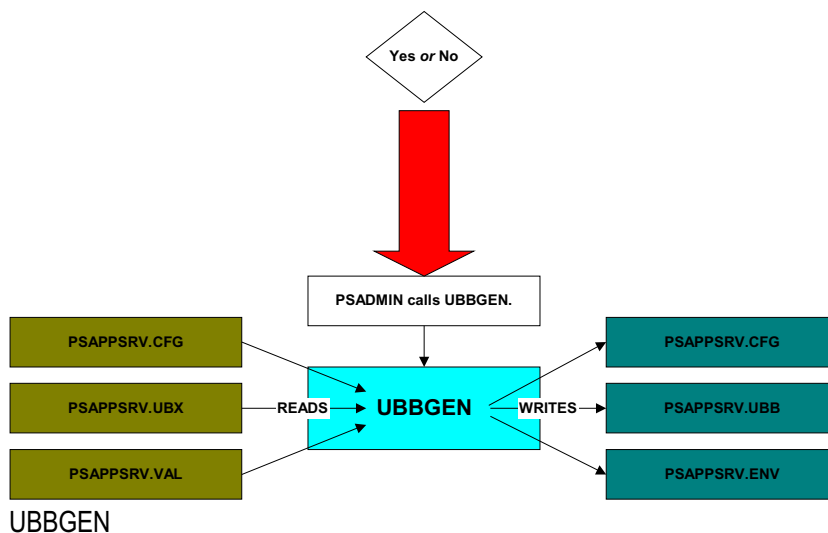 Yes or No
PSADMIN calls UBBGEN.
PSAPPSRV.CFG
PSAPPSRV.CFG
PSAPPSRV.UBX
READS
UBBGEN
WRITES
PSAPPSRV.UBB
PSAPPSRV.VAL
PSAPPSRV.ENV
UBBGEN